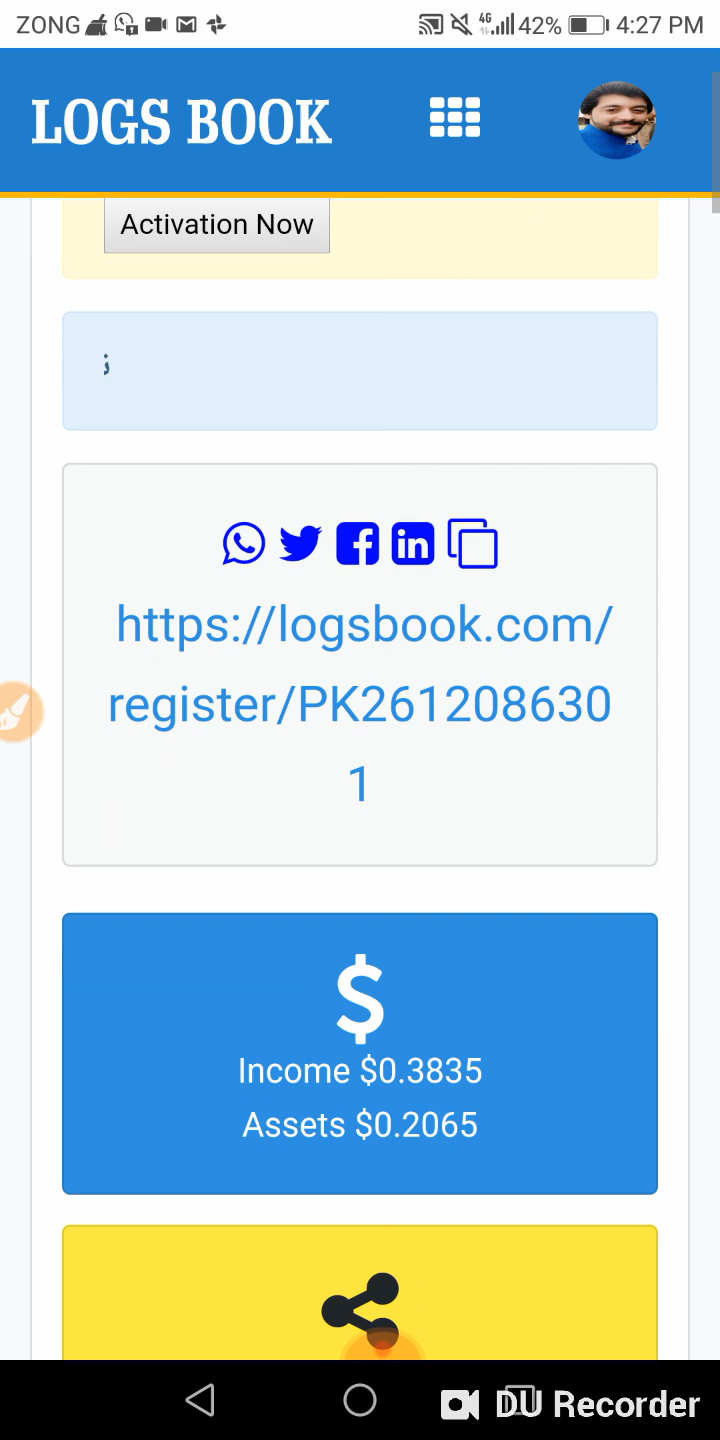 ZONG 4G 42% 4:27 PM
LOGS BOOK
Activation Now
https://logsbook.com/
register/PK261208630
1
$
Income $0.3835
Assets $0.2065
DU Recorder